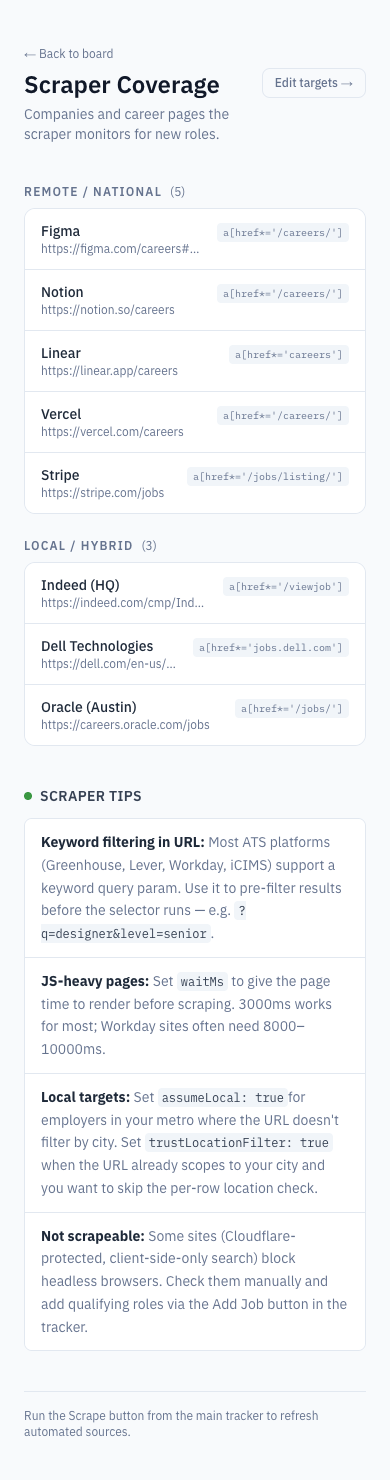 ← Back to board
Scraper Coverage
Edit targets →
Companies and career pages the
scraper monitors for new roles.
REMOTE / NATIONAL (5)
Figma
a[href*='/careers/']
https://figma.com/careers#...
Notion
a[href*='/careers/']
https://notion.so/careers
Linear
a[href*='careers']
https://linear.app/careers
Vercel
a[href*='/careers/']
https://vercel.com/careers
Stripe
a[href*='/jobs/listing/']
https://stripe.com/jobs
LOCAL / HYBRID (3)
Indeed (HQ)
a[href*='/viewjob']
https://indeed.com/cmp/Ind...
Dell Technologies
a[href*='jobs.dell.com']
https://dell.com/en-us/...
Oracle (Austin)
a[href*='/jobs/']
https://careers.oracle.com/jobs
SCRAPER TIPS
Keyword filtering in URL: Most ATS platforms
(Greenhouse, Lever, Workday, iCIMS) support a
keyword query param. Use it to pre-filter results
before the selector runs — e.g. ?
q=designer&level=senior.
JS-heavy pages: Set waitMs to give the page
time to render before scraping. 3000ms works
for most; Workday sites often need 8000–
10000ms.
Local targets: Set assumeLocal: true for
employers in your metro where the URL doesn't
filter by city. Set trustLocationFilter: true
when the URL already scopes to your city and
you want to skip the per-row location check.
Not scrapeable: Some sites (Cloudflare-
protected, client-side-only search) block
headless browsers. Check them manually and
add qualifying roles via the Add Job button in the
tracker.
Run the Scrape button from the main tracker to refresh
automated sources.